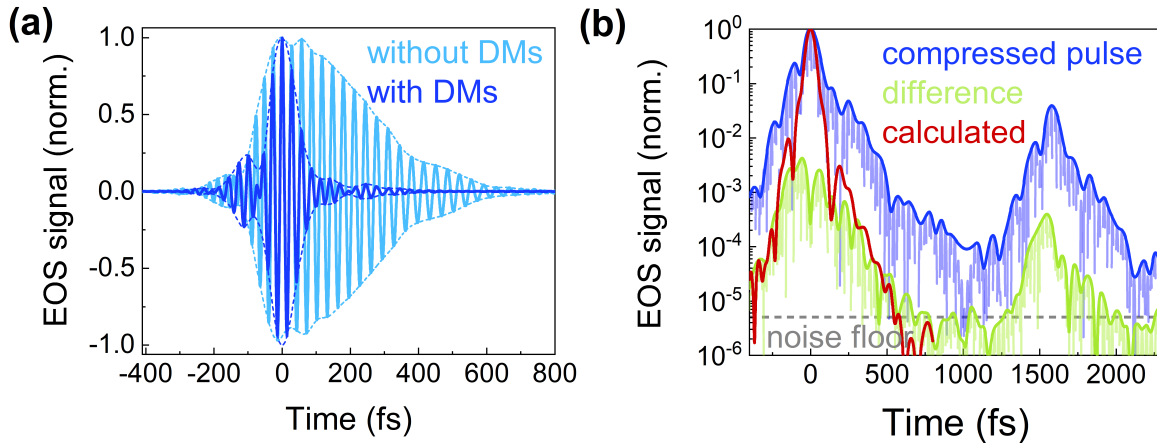 (a)
EOS signal (norm.)
1.0
0.5
0.0
-0.5
-1.0
without DMs
with DMs
-400 -200 0 200 400 600 800
Time (fs)
(b)
EOS signal (norm.)
10⁰
10⁻¹
10⁻²
10⁻³
10⁻⁴
10⁻⁵
10⁻⁶
compressed pulse
difference
calculated
noise floor
0 500 1000 1500 2000
Time (fs)